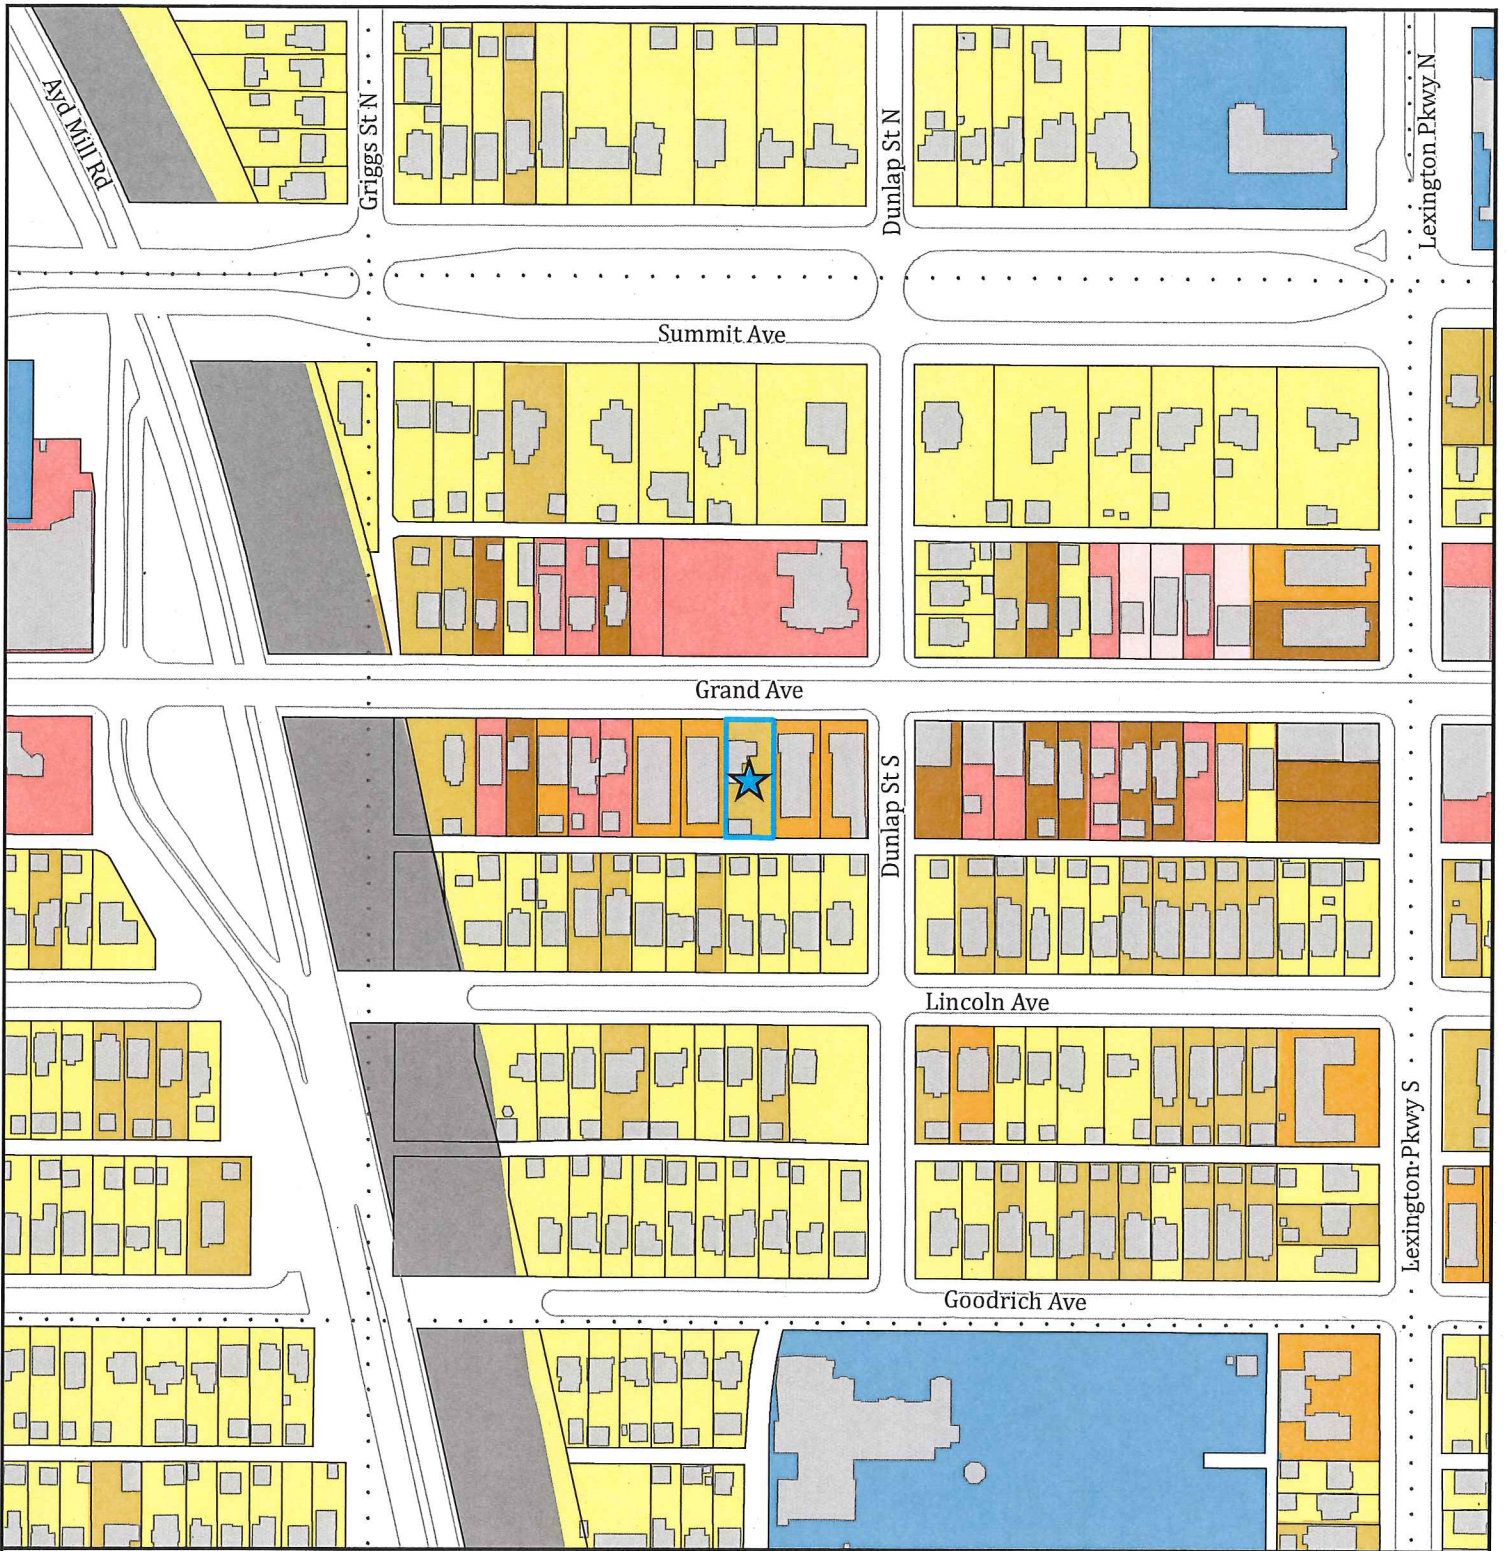 Ayd Mill Rd
Griggs St N
Dunlap St N
Lexington Pkwy N
Summit Ave
Grand Ave
Dunlap St S
Lincoln Ave
Lexington Pkwy S
Goodrich Ave